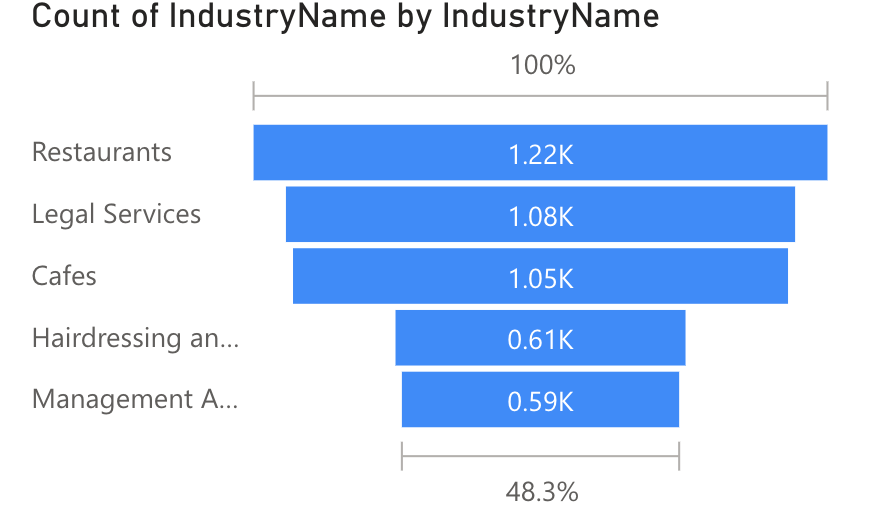 Count of IndustryName by IndustryName
100%
Restaurants 1.22K
Legal Services 1.08K
Cafes 1.05K
Hairdressing an... 0.61K
Management A... 0.59K
48.3%